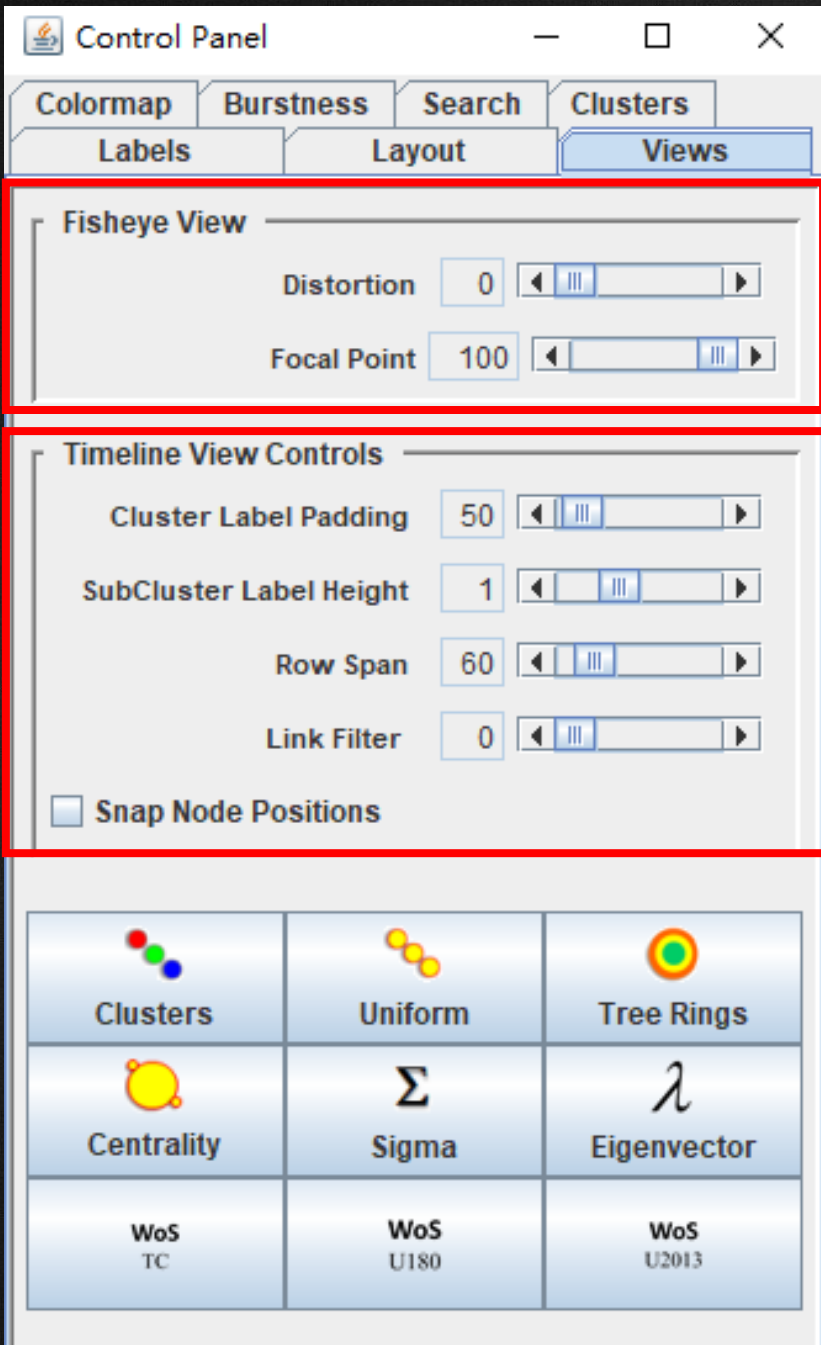 Control Panel
Colormap Burstness Search Clusters
Labels Layout Views
Fisheye View
Distortion 0
Focal Point 100
Timeline View Controls
Cluster Label Padding 50
SubCluster Label Height 1
Row Span 60
Link Filter 0
Snap Node Positions
Clusters Uniform Tree Rings
Σ λ
Centrality Sigma Eigenvector
WoS WoS WoS
TC U180 U2013